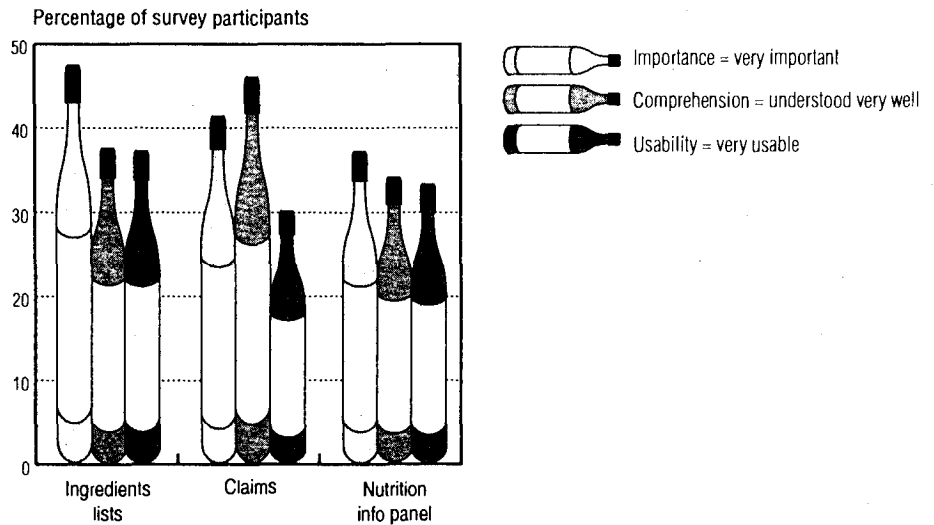 Percentage of survey participants
50
40
30
20
10
0
Ingredients
lists
Claims
Nutrition
info panel
Importance = very important
Comprehension = understood very well
Usability = very usable